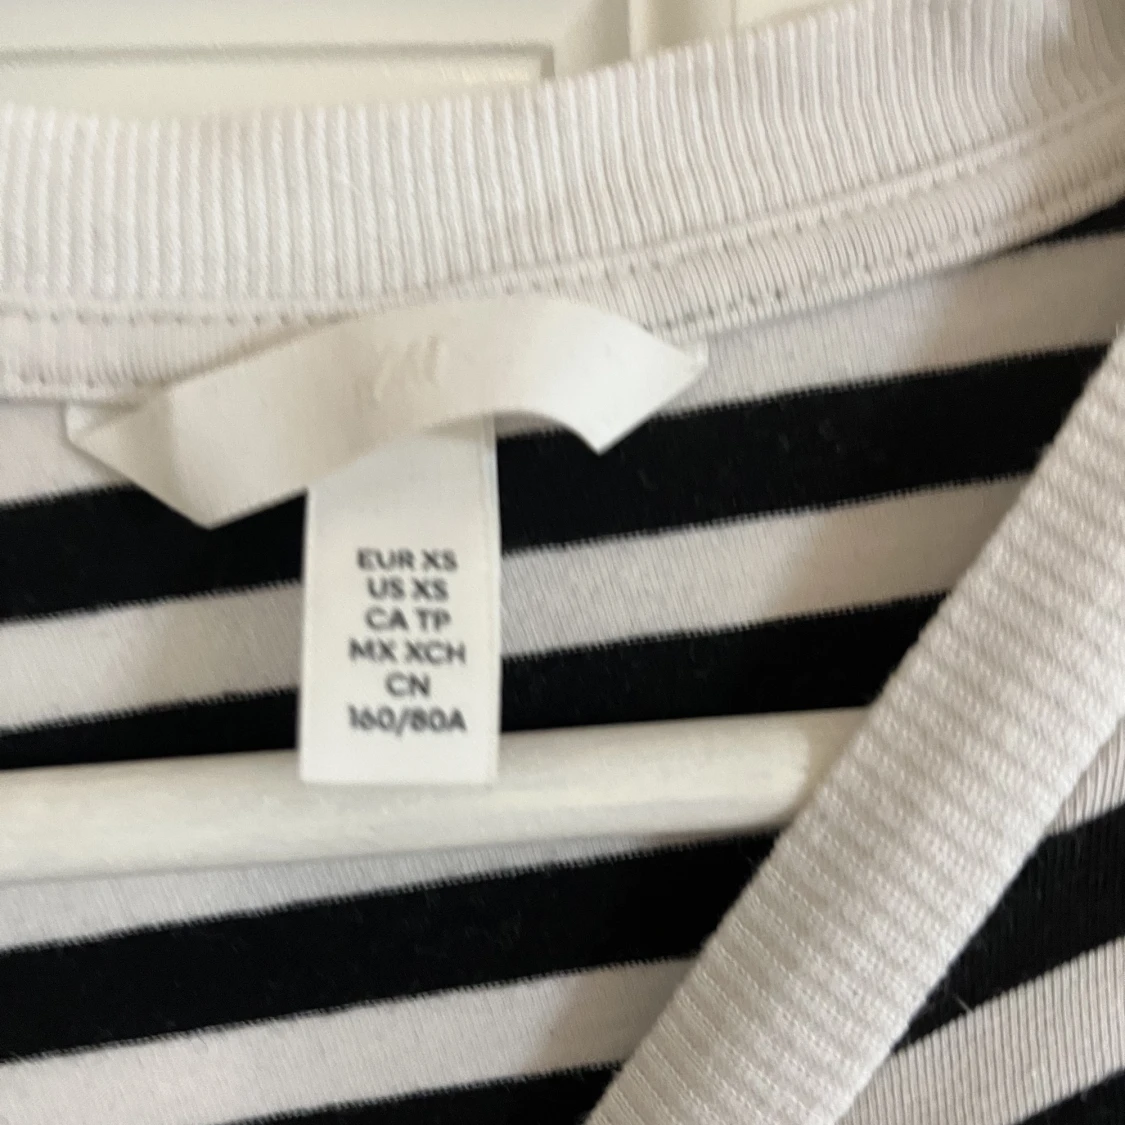 EUR XS
US XS
CA TP
MX XCH
CN
160/80A